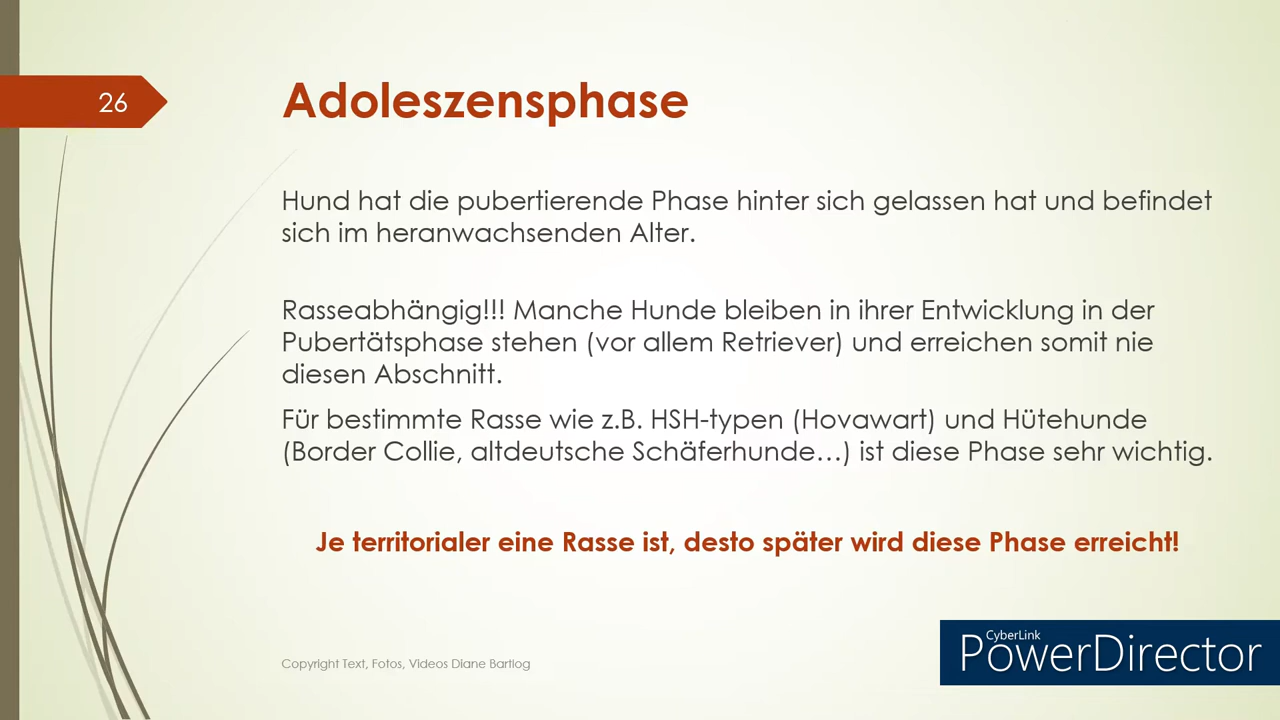 26
Adoleszensphase
Hund hat die pubertierende Phase hinter sich gelassen hat und befindet
sich im heranwachsenden Alter.
Rasseabhängig!!! Manche Hunde bleiben in ihrer Entwicklung in der
Pubertätsphase stehen (vor allem Retriever) und erreichen somit nie
diesen Abschnitt.
Für bestimmte Rasse wie z.B. HSH-typen (Hovawart) und Hütehunde
(Border Collie, altdeutsche Schäferhunde…) ist diese Phase sehr wichtig.
Je territorialer eine Rasse ist, desto später wird diese Phase erreicht!
Copyright Text, Fotos, Videos Diane Bartlog
CyberLink
PowerDirector